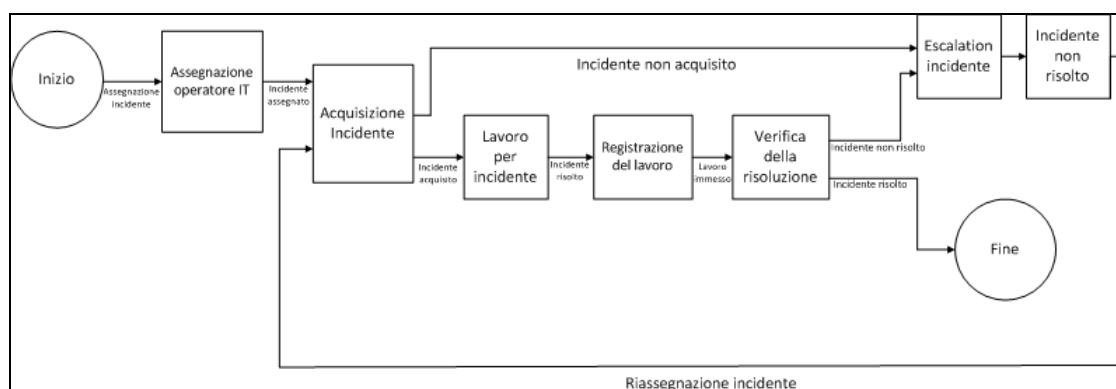 Inizio
Assegnazione
incidente
Assegnazione
operatore IT
Incidente
assegnato
Acquisizione
Incidente
Incidente non acquisito
Incidente
acquisito
Lavoro
per
incidente
Incidente
risolto
Registrazione
del lavoro
Lavoro
immesso
Verifica
della
risoluzione
Incidente non risolto
Incidente risolto
Escalation
incidente
Incidente
non
risolto
Fine
Riassegnazione incidente